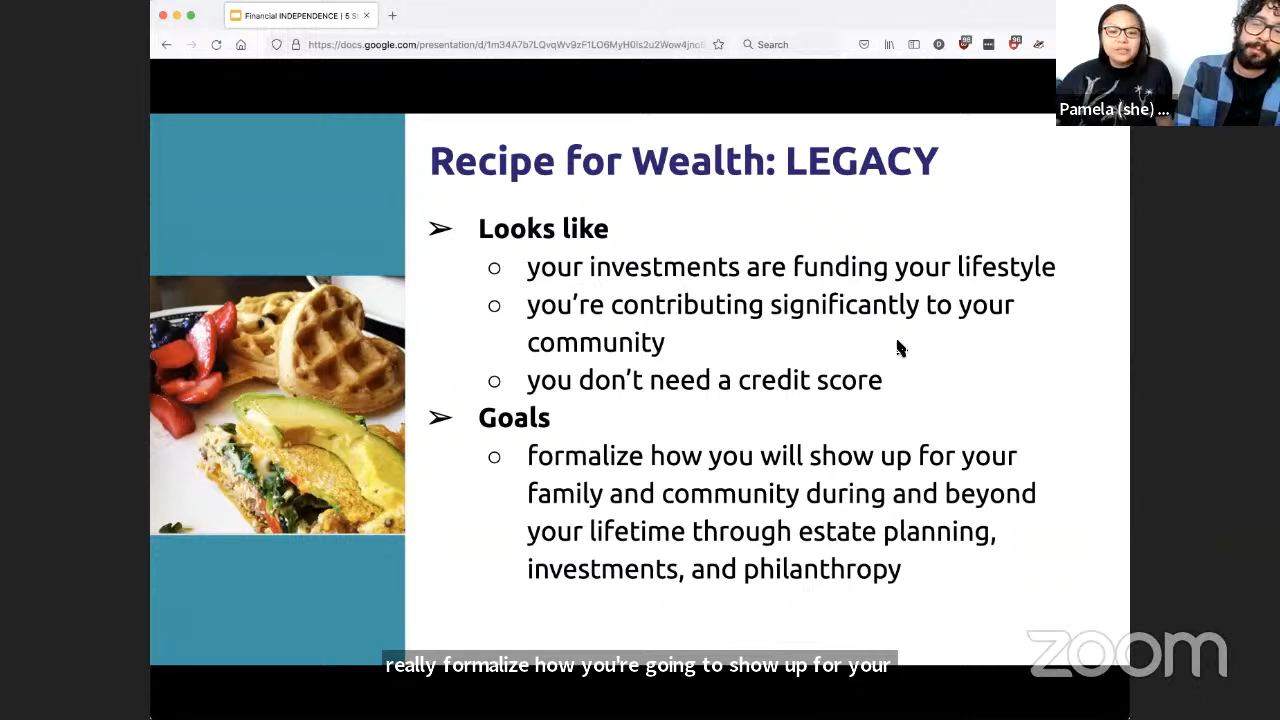 Financial INDEPENDENCE | 5 S
https://docs.google.com/presentation/d/1m34A7b7LQvqWv9zF1LO6MyH0ls2u2Wow4jno
Search
98
96
Pamela (she) ...
Recipe for Wealth: LEGACY
➢ Looks like
○ your investments are funding your lifestyle
○ you’re contributing significantly to your
community
○ you don’t need a credit score
➢ Goals
○ formalize how you will show up for your
family and community during and beyond
your lifetime through estate planning,
investments, and philanthropy
really formalize how you're going to show up for your
zoom